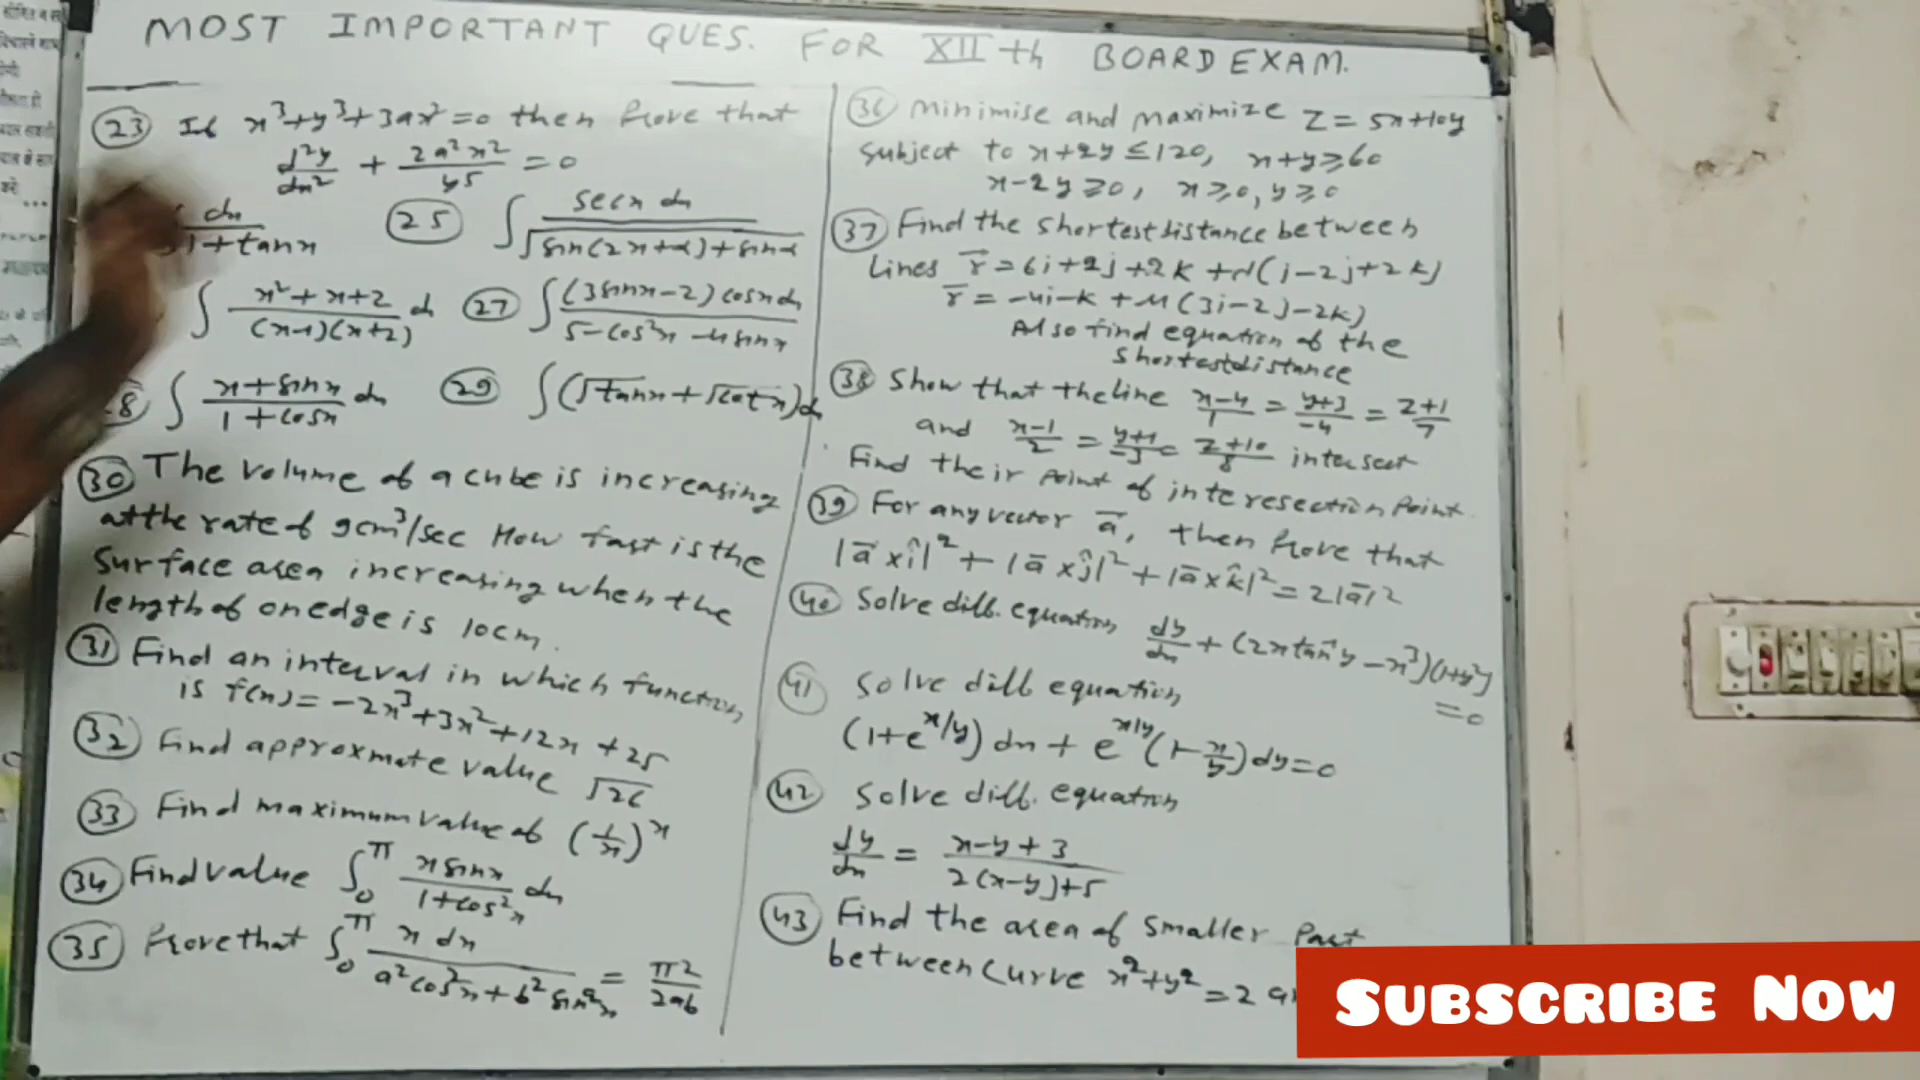 MOST IMPORTANT QUES. FOR XIIth BOARD EXAM.
(23) If x³+y³+3ax²=0 then Prove that
d²y/dx² + 2a²x²/y5 = 0
dx/1+tanx (25) ∫ secx dx/√sin(2x+α)+sinα
∫ x²+x+2/(x-1)(x+2) dx (27) ∫ (3sinx-2) cosx dx/5-cos²x-4sinx
28 ∫ x+sinx/1+cosx dx (29) ∫(√tanx+√cotx)dx
(30) The volume of a cube is increasing
at the rate of 9cm³/sec How fast is the
surface area increasing when the
length of on edge is 10cm.
(31) Find an interval in which function
is f(x)=-2x³+3x²+12x+25
(32) Find approxmate value √26
(33) Find maximum value of (1/x)^x
(34) Find value ∫₀^π x sinx/1+cos²x dx
(35) Prove that ∫₀^π x dx/a²cos²x+b²sin²x = π2/2ab
(36) Minimise and maximize Z=5x+10y
subject to x+2y≤120, x+y≥60
x-2y≥0, x≥0, y≥0
(37) Find the shortest distance between
Lines r⃗=6i+2j+2k+λ(i-2j+2k)
r⃗=-4i-k+μ(3i-2j-2k)
Also find equation of the
shortest distance
(38) Show that the line x-4/1 = y+3/-4 = z+1/7
and x-1/2 = y+1/-3 = z+10/8 intersect
Find their point of interesection Point.
(39) For any vector a⃗, then Prove that
|a⃗×î|²+|a⃗×ĵ|²+|a⃗×k̂|²=2|a⃗|²
(40) Solve diff. equation dy/dx+(2x tan⁻¹y-x³)(1+y²)
=0
(41) Solve diff equation
(1+e^x/y)dx+e^x/y(1-x/y)dy=0
(42) Solve diff. equation
dy/dx = x-y+3/2(x-y)+5
(43) Find the area of smaller Part
between curve x²+y²=2
SUBSCRIBE NOW